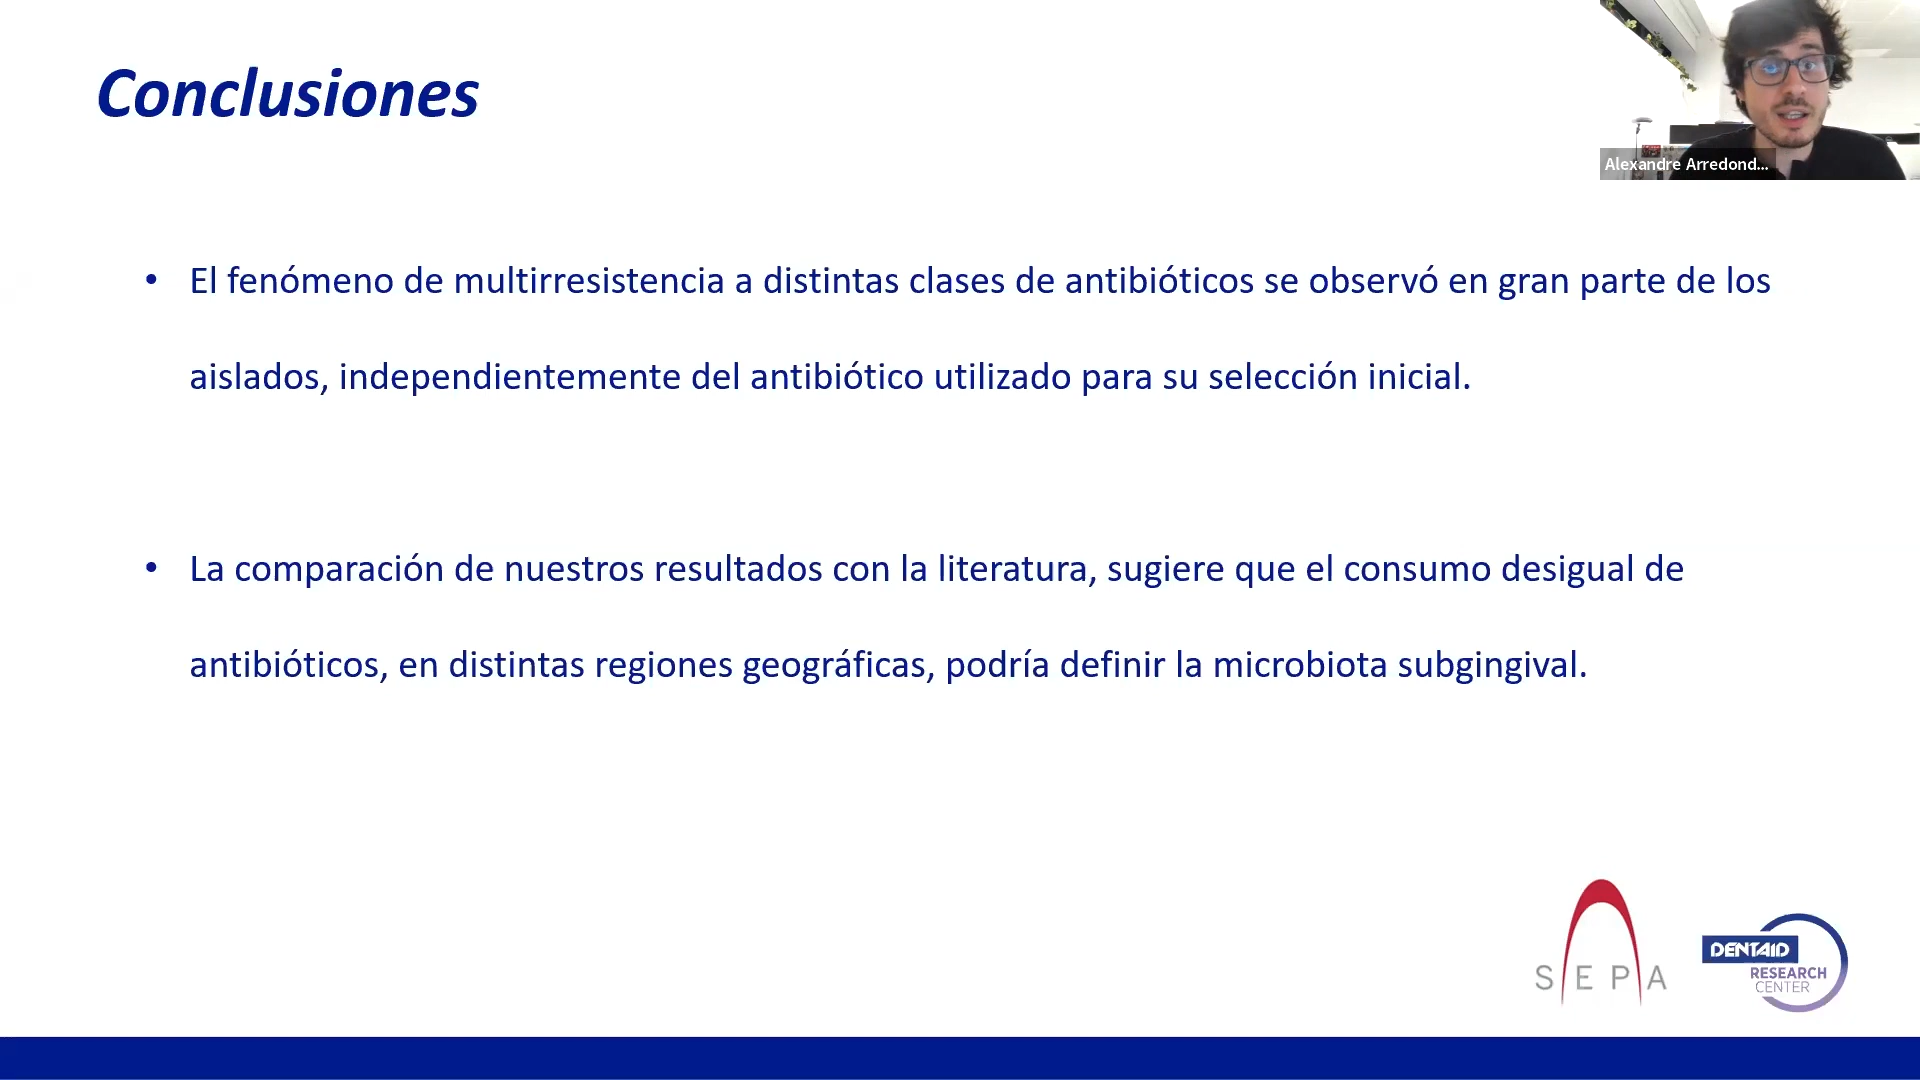 Conclusiones
Alexandre Arredond...
• El fenómeno de multirresistencia a distintas clases de antibióticos se observó en gran parte de los
aislados, independientemente del antibiótico utilizado para su selección inicial.
• La comparación de nuestros resultados con la literatura, sugiere que el consumo desigual de
antibióticos, en distintas regiones geográficas, podría definir la microbiota subgingival.
SEPA
DENTAID
RESEARCH
CENTER